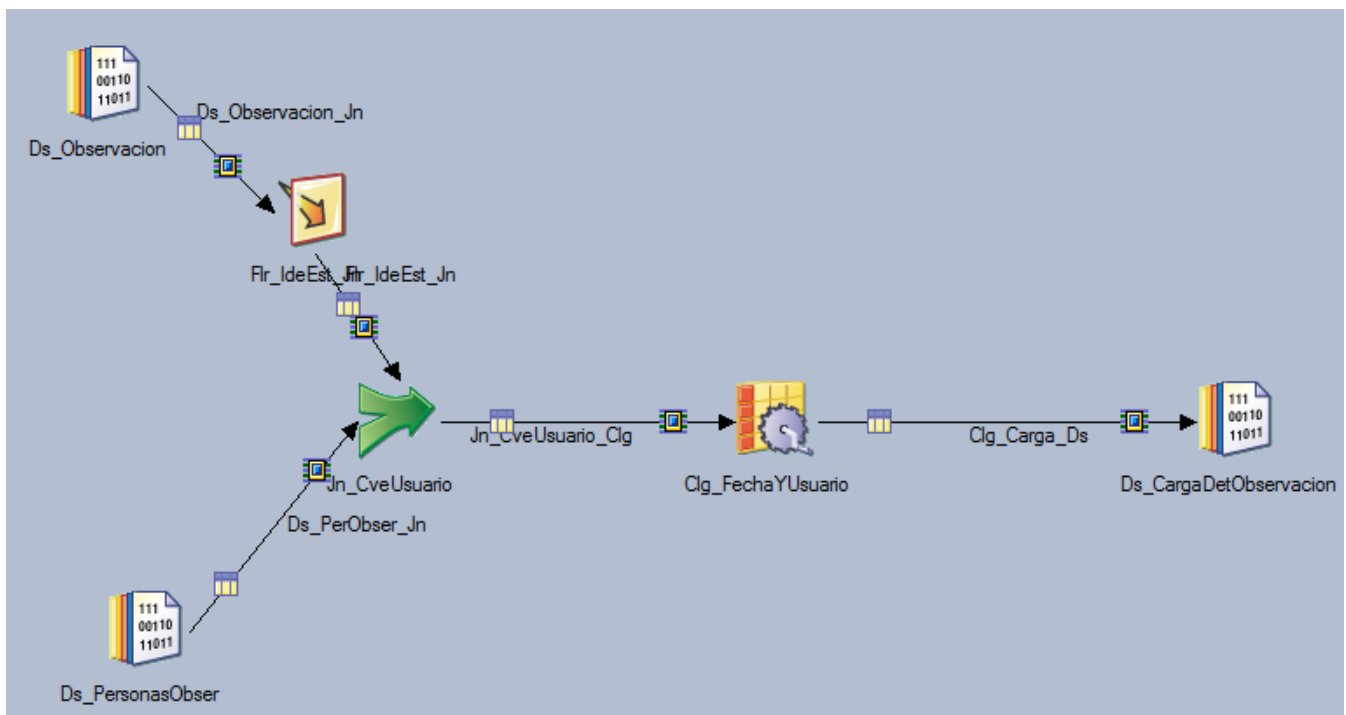 111
00110
11011
Ds_Observacion_Jn
Ds_Observacion
Flr_IdeEst_Jn
Flr_IdeEst_Jn
111
00110
11011
Jn_CveUsuario_Clg
Clg_Carga_Ds
Jn_CveUsuario
Clg_FechaYUsuario
Ds_CargaDetObservacion
Ds_PerObser_Jn
111
00110
11011
Ds_PersonasObser